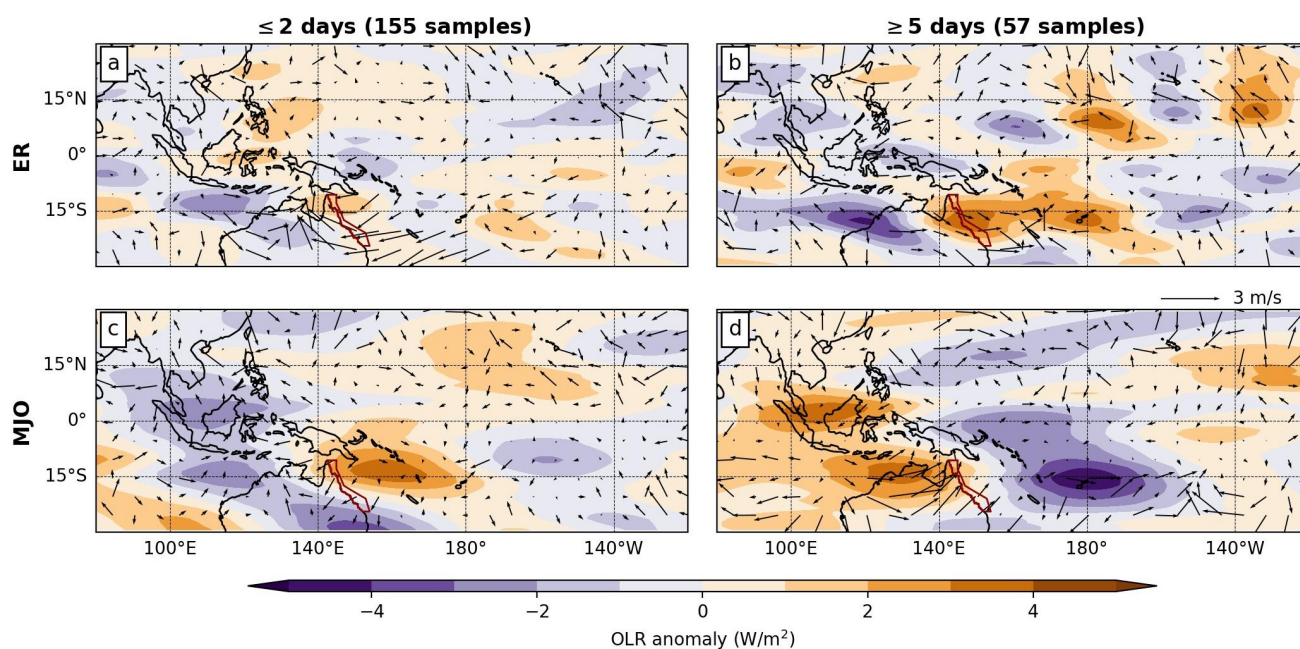 ≤ 2 days (155 samples)
≥ 5 days (57 samples)
a
b
15°N
0°
15°S
ER
3 m/s
c
d
15°N
0°
15°S
MJO
100°E 140°E 180° 140°W
100°E 140°E 180° 140°W
−4 −2 0 2 4
OLR anomaly (W/m²)